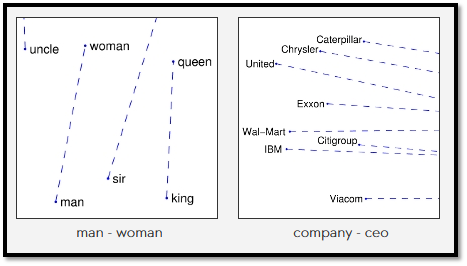 uncle
woman
queen
sir
man
king
man - woman
Caterpillar
Chrysler
United
Exxon
Wal-Mart
Citigroup
IBM
Viacom
company - ceo